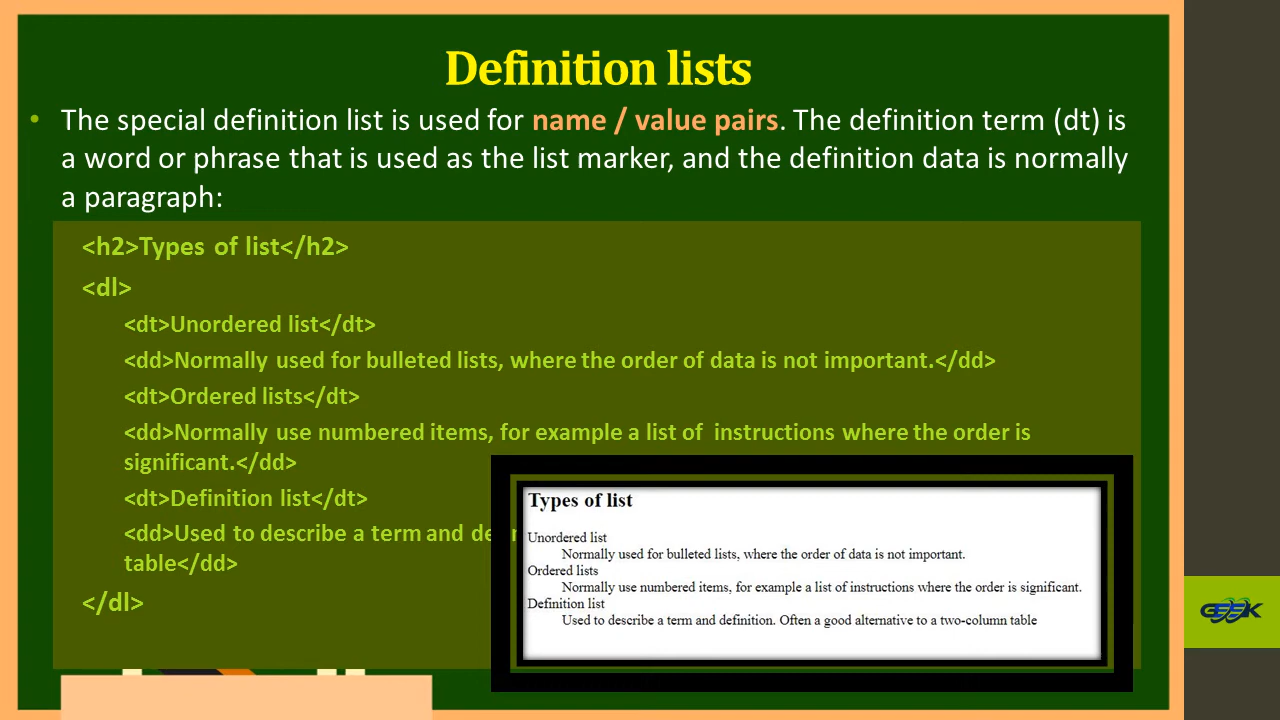 Definition lists
• The special definition list is used for name / value pairs. The definition term (dt) is
a word or phrase that is used as the list marker, and the definition data is normally
a paragraph:
<h2>Types of list</h2>
<dl>
<dt>Unordered list</dt>
<dd>Normally used for bulleted lists, where the order of data is not important.</dd>
<dt>Ordered lists</dt>
<dd>Normally use numbered items, for example a list of instructions where the order is
significant.</dd>
<dt>Definition list</dt>
<dd>Used to describe a term and
table</dd>
</dl>
Types of list
Unordered list
Normally used for bulleted lists, where the order of data is not important.
Ordered lists
Normally use numbered items, for example a list of instructions where the order is significant.
Definition list
Used to describe a term and definition. Often a good alternative to a two-column table
GEEK